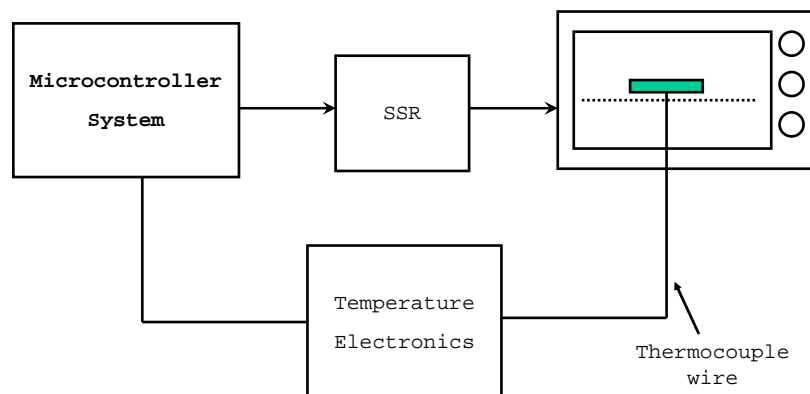 Microcontroller
System
SSR
Temperature
Electronics
Thermocouple
wire